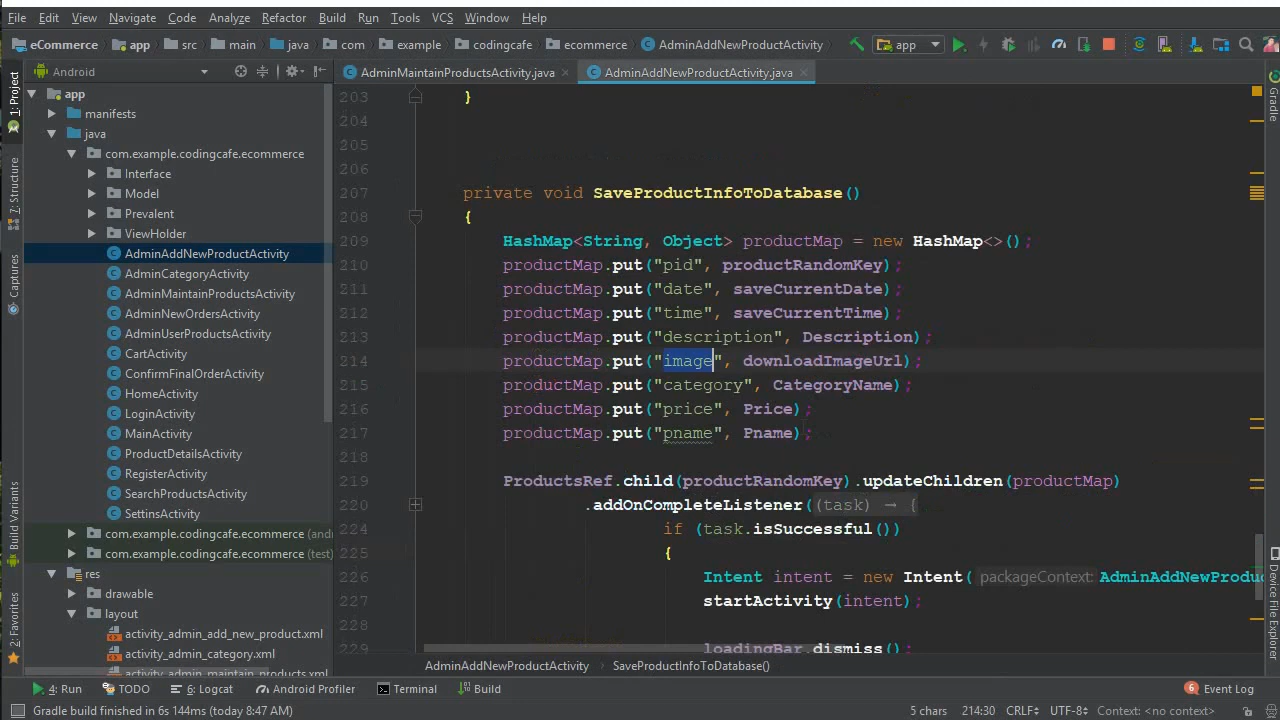 File Edit View Navigate Code Analyze Refactor Build Run Tools VCS Window Help
eCommerce app src main java com example codingcafe ecommerce AdminAddNewProductActivity app
Android AdminMaintainProductsActivity.java AdminAddNewProductActivity.java
1: Project
7: Structure
Captures
Build Variants
2: Favorites
app
manifests
java
com.example.codingcafe.ecommerce
Interface
Model
Prevalent
ViewHolder
AdminAddNewProductActivity
AdminCategoryActivity
AdminMaintainProductsActivity
AdminNewOrdersActivity
AdminUserProductsActivity
CartActivity
ConfirmFinalOrderActivity
HomeActivity
LoginActivity
MainActivity
ProductDetailsActivity
RegisterActivity
SearchProductsActivity
SettinsActivity
com.example.codingcafe.ecommerce (and
com.example.codingcafe.ecommerce (test)
res
drawable
layout
activity_admin_add_new_product.xml
activity_admin_category.xml
activity_admin_maintain_products.xml
203 }
204
205
206
207 private void SaveProductInfoToDatabase()
208 {
209 HashMap<String, Object> productMap = new HashMap<>();
210 productMap.put("pid", productRandomKey);
211 productMap.put("date", saveCurrentDate);
212 productMap.put("time", saveCurrentTime);
213 productMap.put("description", Description);
214 productMap.put("image", downloadImageUrl);
215 productMap.put("category", CategoryName);
216 productMap.put("price", Price);
217 productMap.put("pname", Pname);
218
219 ProductsRef.child(productRandomKey).updateChildren(productMap)
220 .addOnCompleteListener((task) → {
224 if (task.isSuccessful())
225 {
226 Intent intent = new Intent( packageContext: AdminAddNewProduc
227 startActivity(intent);
228
229 loadingBar.dismiss();
AdminAddNewProductActivity SaveProductInfoToDatabase()
Gradle
Device File Explorer
4: Run TODO 6: Logcat Android Profiler Terminal Build 6 Event Log
Gradle build finished in 6s 144ms (today 8:47 AM) 5 chars 214:30 CRLF UTF-8 Context: <no context>